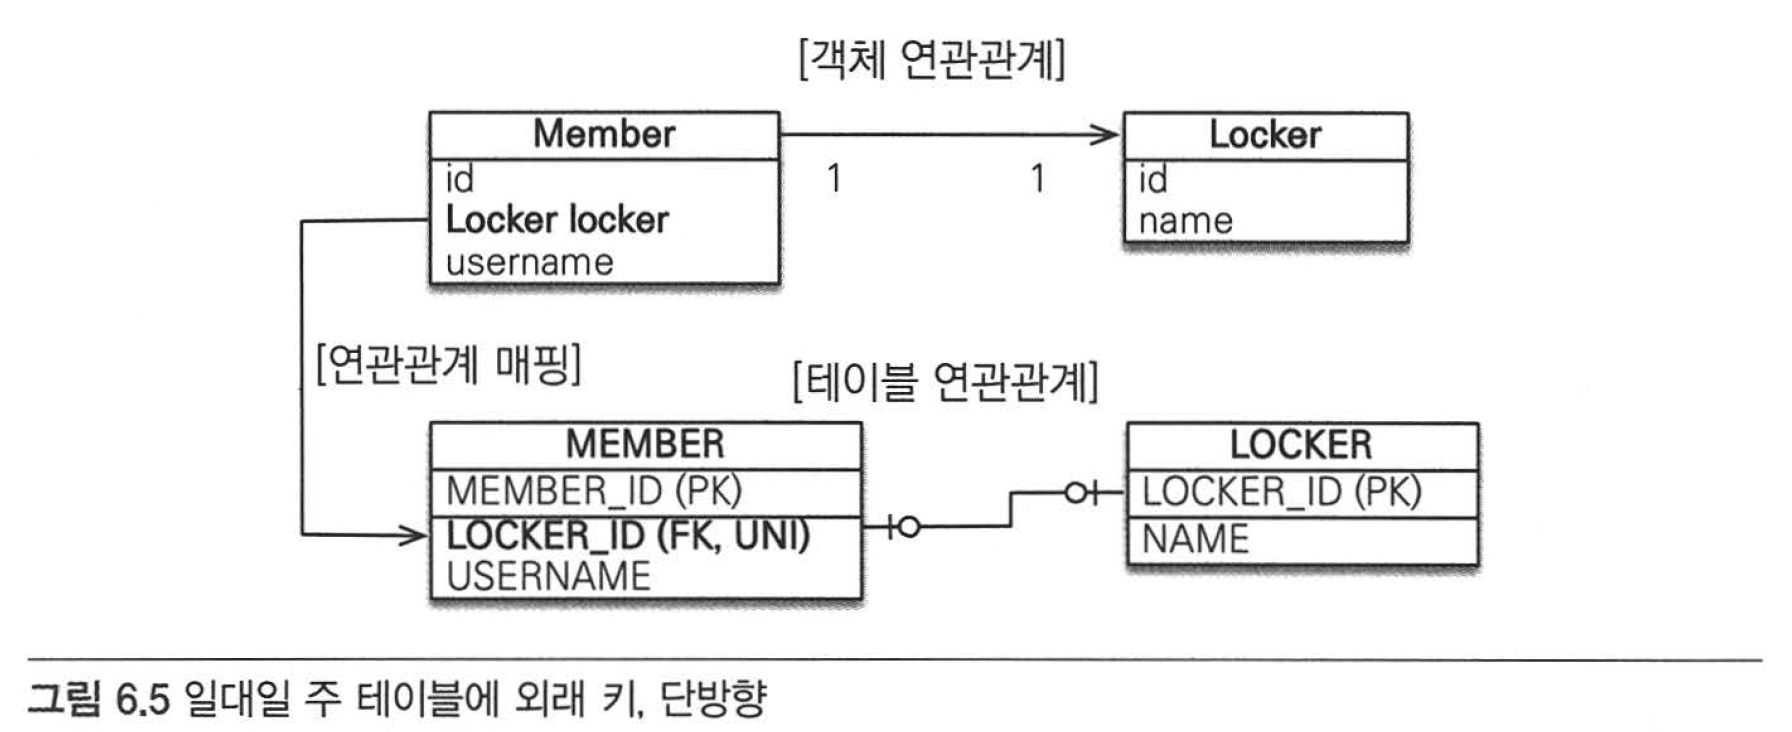 [객체 연관관계]
Member
id
Locker locker
username
1
1
Locker
id
name
[연관관계 매핑]
[테이블 연관관계]
MEMBER
MEMBER_ID (PK)
LOCKER_ID (FK, UNI)
USERNAME
LOCKER
LOCKER_ID (PK)
NAME
그림 6.5 일대일 주 테이블에 외래 키, 단방향